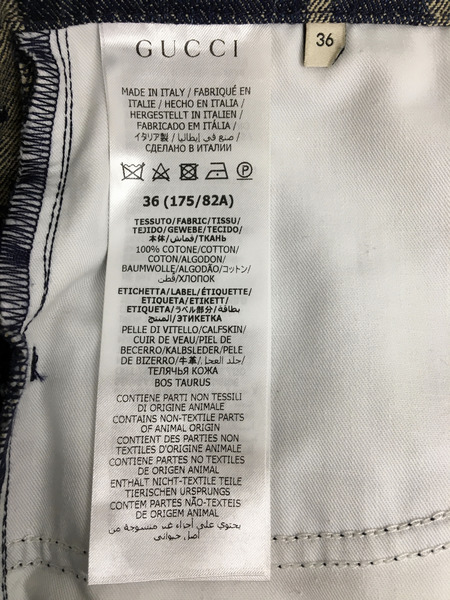 GUCCI
36
MADE IN ITALY / FABRIQUÉ EN
ITALIE / HECHO EN ITALIA /
HERGESTELLT IN ITALIEN /
FABRICADO EM ITÁLIA /
イタリア製 / صنع في إيطاليا /
СДЕЛАНО В ИТАЛИИ
36 (175/82A)
TESSUTO/FABRIC/TISSU/
TEJIDO/GEWEBE/TECIDO/
本体/قماش/ТКАНЬ
100% COTONE/COTTON/
COTON/ALGODON/
BAUMWOLLE/ALGODÃO/コットン/
قطن/ХЛОПОК
ETICHETTA/LABEL/ÉTIQUETTE/
ETIQUETA/ETIKETT/
ETIQUETA/ラベル部分/بطاقة
المنتج/ЭТИКЕТКА
PELLE DI VITELLO/CALFSKIN/
CUIR DE VEAU/PIEL DE
BECERRO/KALBSLEDER/PELE
DE BIZERRO/牛革/جلد العجل/
ТЕЛЯЧЬЯ КОЖА
BOS TAURUS
CONTIENE PARTI NON TESSILI
DI ORIGINE ANIMALE
CONTAINS NON-TEXTILE PARTS
OF ANIMAL ORIGIN
CONTIENT DES PARTIES NON
TEXTILES D'ORIGINE ANIMALE
CONTIENE PARTES NO TEXTILES
DE ORIGEN ANIMAL
ENTHÄLT NICHT-TEXTILE TEILE
TIERISCHEN URSPRUNGS
CONTEM PARTES NÃO-TEXTEIS
DE ORIGEM ANIMAL
يحتوي على أجزاء غير منسوجة من
أصل حيواني